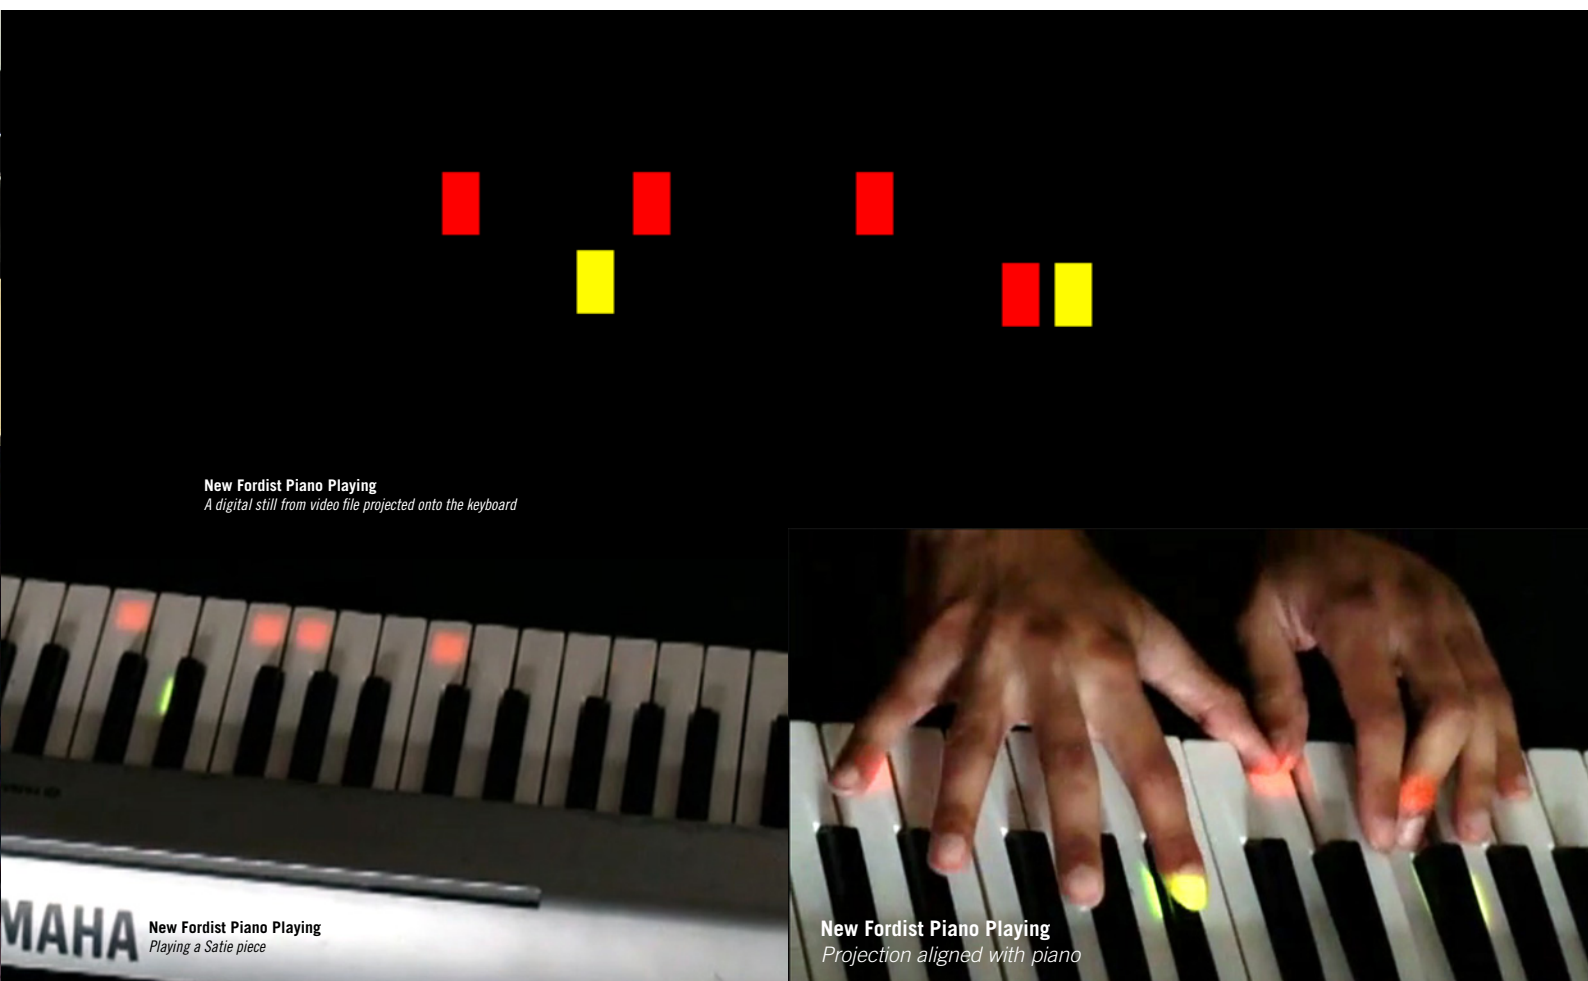 New Fordist Piano Playing
A digital still from video file projected onto the keyboard
MAHA
New Fordist Piano Playing
Playing a Satie piece
New Fordist Piano Playing
Projection aligned with piano